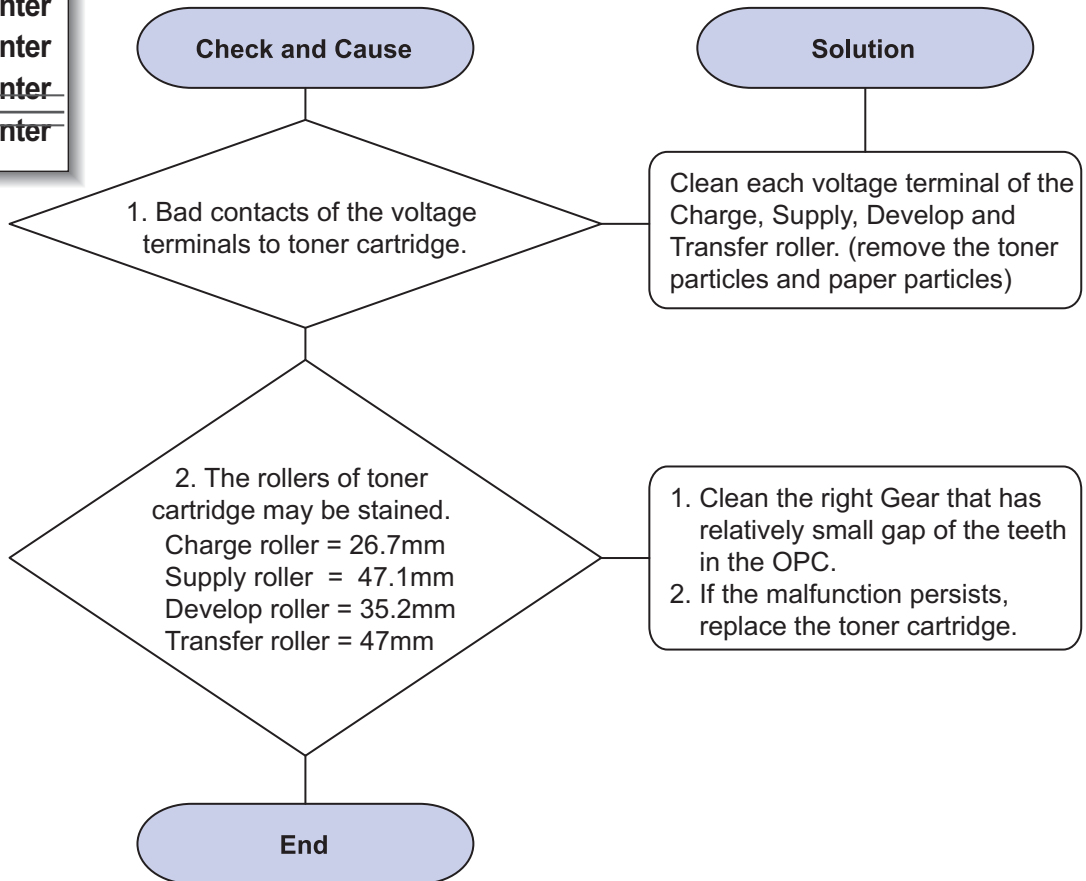 nter
nter
nter
nter
Check and Cause
Solution
1. Bad contacts of the voltage
terminals to toner cartridge.
Clean each voltage terminal of the
Charge, Supply, Develop and
Transfer roller. (remove the toner
particles and paper particles)
2. The rollers of toner
cartridge may be stained.
Charge roller = 26.7mm
Supply roller = 47.1mm
Develop roller = 35.2mm
Transfer roller = 47mm
1. Clean the right Gear that has
relatively small gap of the teeth
in the OPC.
2. If the malfunction persists,
replace the toner cartridge.
End